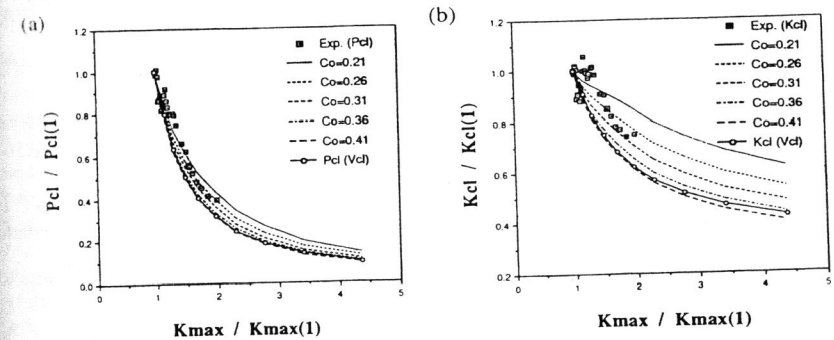 (a)
1.2
1.0
0.8
0.6
0.4
0.2
0.0
0
1
2
3
4
5
Pcl / Pcl(1)
Kmax / Kmax(1)
Exp. (Pcl)
Co=0.21
Co=0.26
Co=0.31
Co=0.36
Co=0.41
Pcl (Vcl)
(b)
1.2
1.0
0.8
0.6
0.4
0.2
0
1
2
3
4
5
Kcl / Kcl(1)
Kmax / Kmax(1)
Exp. (Kcl)
Co=0.21
Co=0.26
Co=0.31
Co=0.36
Co=0.41
Kcl (Vcl)